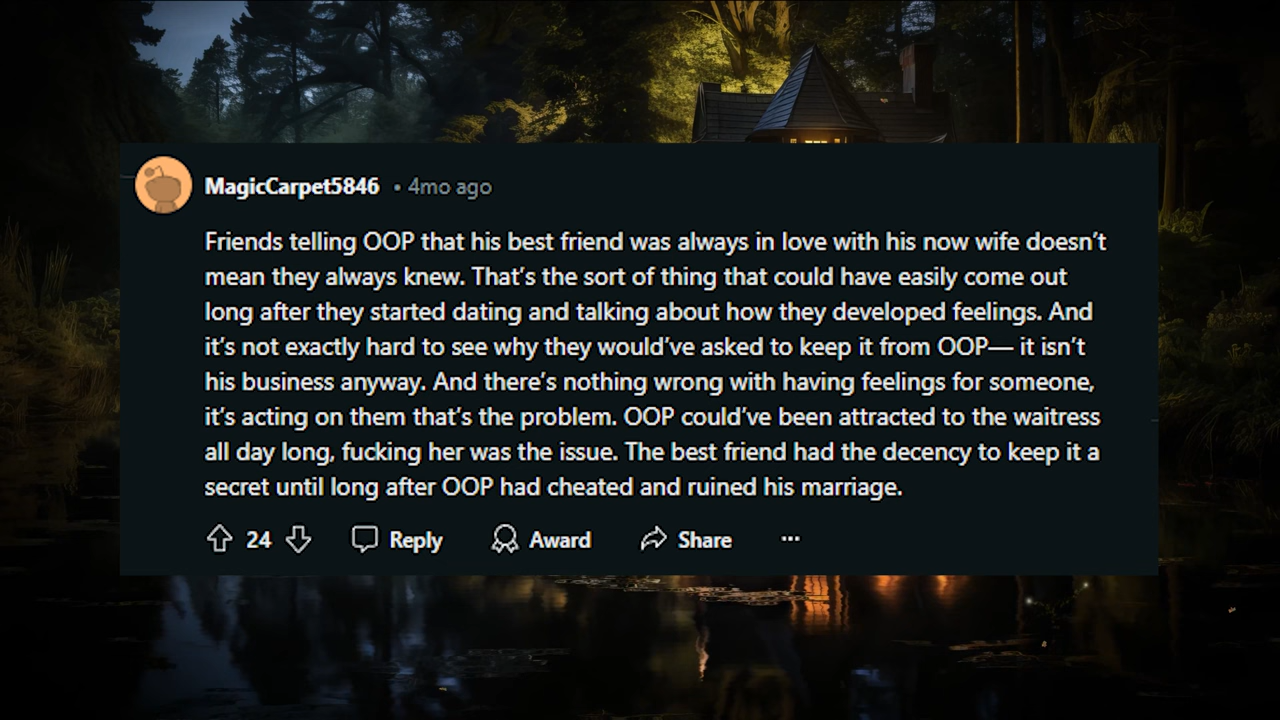 MagicCarpet5846 • 4mo ago
Friends telling OOP that his best friend was always in love with his now wife doesn’t
mean they always knew. That’s the sort of thing that could have easily come out
long after they started dating and talking about how they developed feelings. And
it’s not exactly hard to see why they would’ve asked to keep it from OOP— it isn’t
his business anyway. And there’s nothing wrong with having feelings for someone,
it’s acting on them that’s the problem. OOP could’ve been attracted to the waitress
all day long, fucking her was the issue. The best friend had the decency to keep it a
secret until long after OOP had cheated and ruined his marriage.
24 Reply Award Share ...